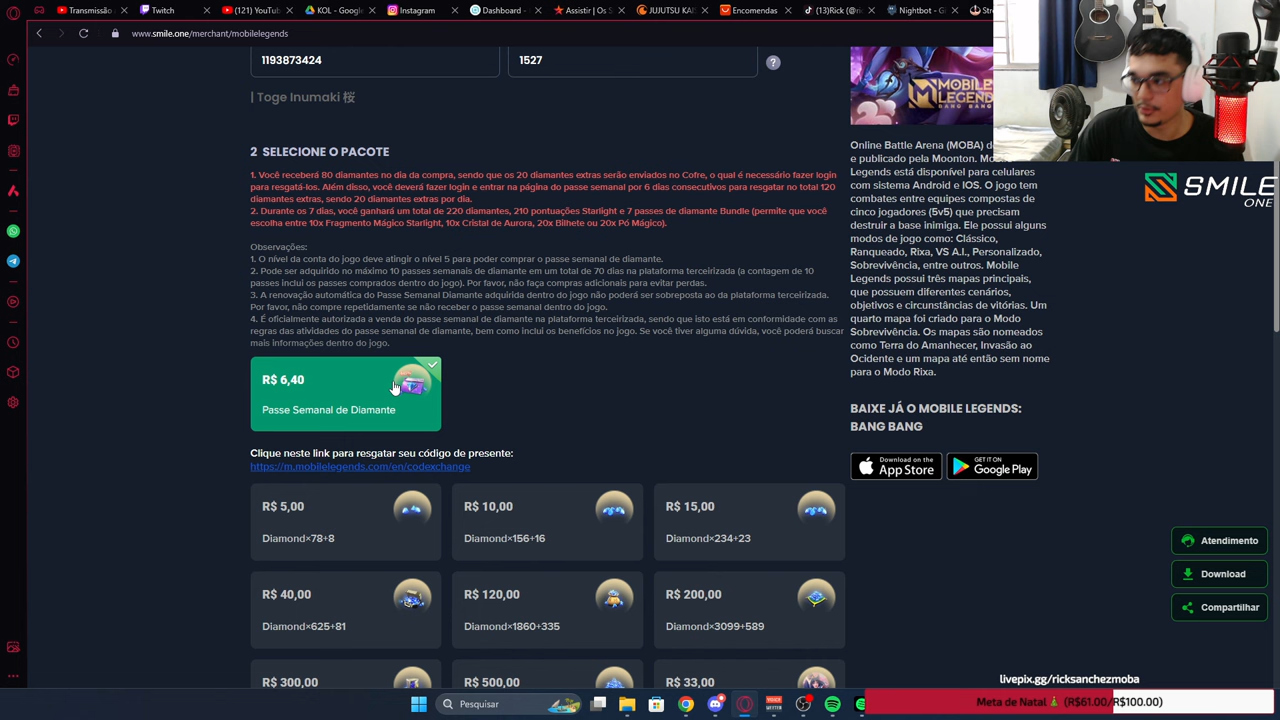 Transmissão
Twitch
(121) YouTub
KOL - Google
Instagram
Dashboard -
Assistir | Os S
JUJUTSU KAI
Encomendas
(13)Rick (@ri
Nightbot -
www.smile.one/merchant/mobilelegends
1193873424
1527
?
| Toge Inumaki 桜
2 SELECIONE O PACOTE
1. Você receberá 80 diamantes no dia da compra, sendo que os 20 diamantes extras serão enviados no Cofre, o qual é necessário fazer login
para resgatá-los. Além disso, você deverá fazer login e entrar na página do passe semanal por 6 dias consecutivos para resgatar no total 120
diamantes extras, sendo 20 diamantes extras por dia.
2. Durante os 7 dias, você ganhará um total de 220 diamantes, 210 pontuações Starlight e 7 passes de diamante Bundle (permite que você
escolha entre 10x Fragmento Mágico Starlight, 10x Cristal de Aurora, 20x Bilhete ou 20x Pó Mágico).
Observações:
1. O nível da conta do jogo deve atingir o nível 5 para poder comprar o passe semanal de diamante.
2. Pode ser adquirido no máximo 10 passes semanais de diamante em um total de 70 dias na plataforma terceirizada (a contagem de 10
passes inclui os passes comprados dentro do jogo). Por favor, não faça compras adicionais para evitar perdas.
3. A renovação automática do Passe Semanal Diamante adquirida dentro do jogo não poderá ser sobreposta ao da plataforma terceirizada.
Por favor, não compre repetidamente se não receber o passe semanal dentro do jogo.
4. É oficialmente autorizada a venda do passe semanal de diamante na plataforma terceirizada, sendo que isto está em conformidade com as
regras das atividades do passe semanal de diamante, bem como inclui os benefícios no jogo. Se você tiver alguma dúvida, você poderá buscar
mais informações dentro do jogo.
R$ 6,40
Passe Semanal de Diamante
Clique neste link para resgatar seu código de presente:
https://m.mobilelegends.com/en/codexchange
R$ 5,00
Diamond×78+8
R$ 10,00
Diamond×156+16
R$ 15,00
Diamond×234+23
R$ 40,00
Diamond×625+81
R$ 120,00
Diamond×1860+335
R$ 200,00
Diamond×3099+589
R$ 300,00
R$ 500,00
R$ 33,00
MOBILE
LEGENDS
BANG BANG
Online Battle Arena (MOBA) d
e publicado pela Moonton. Mo
Legends está disponível para celulares
com sistema Android e IOS. O jogo tem
combates entre equipes compostas de
cinco jogadores (5v5) que precisam
destruir a base inimiga. Ele possui alguns
modos de jogo como: Clássico,
Ranqueado, Rixa, VS A.I., Personalizado,
Sobrevivência, entre outros. Mobile
Legends possui três mapas principais,
que possuem diferentes cenários,
objetivos e circunstâncias de vitórias. Um
quarto mapa foi criado para o Modo
Sobrevivência. Os mapas são nomeados
como Terra do Amanhecer, Invasão ao
Ocidente e um mapa até então sem nome
para o Modo Rixa.
BAIXE JÁ O MOBILE LEGENDS:
BANG BANG
Download on the
App Store
GET IT ON
Google Play
SMILE
ONE
Atendimento
Download
Compartilhar
livepix.gg/ricksanchezmoba
Meta de Natal🎄 (R$61.00/R$100.00)
Pesquisar